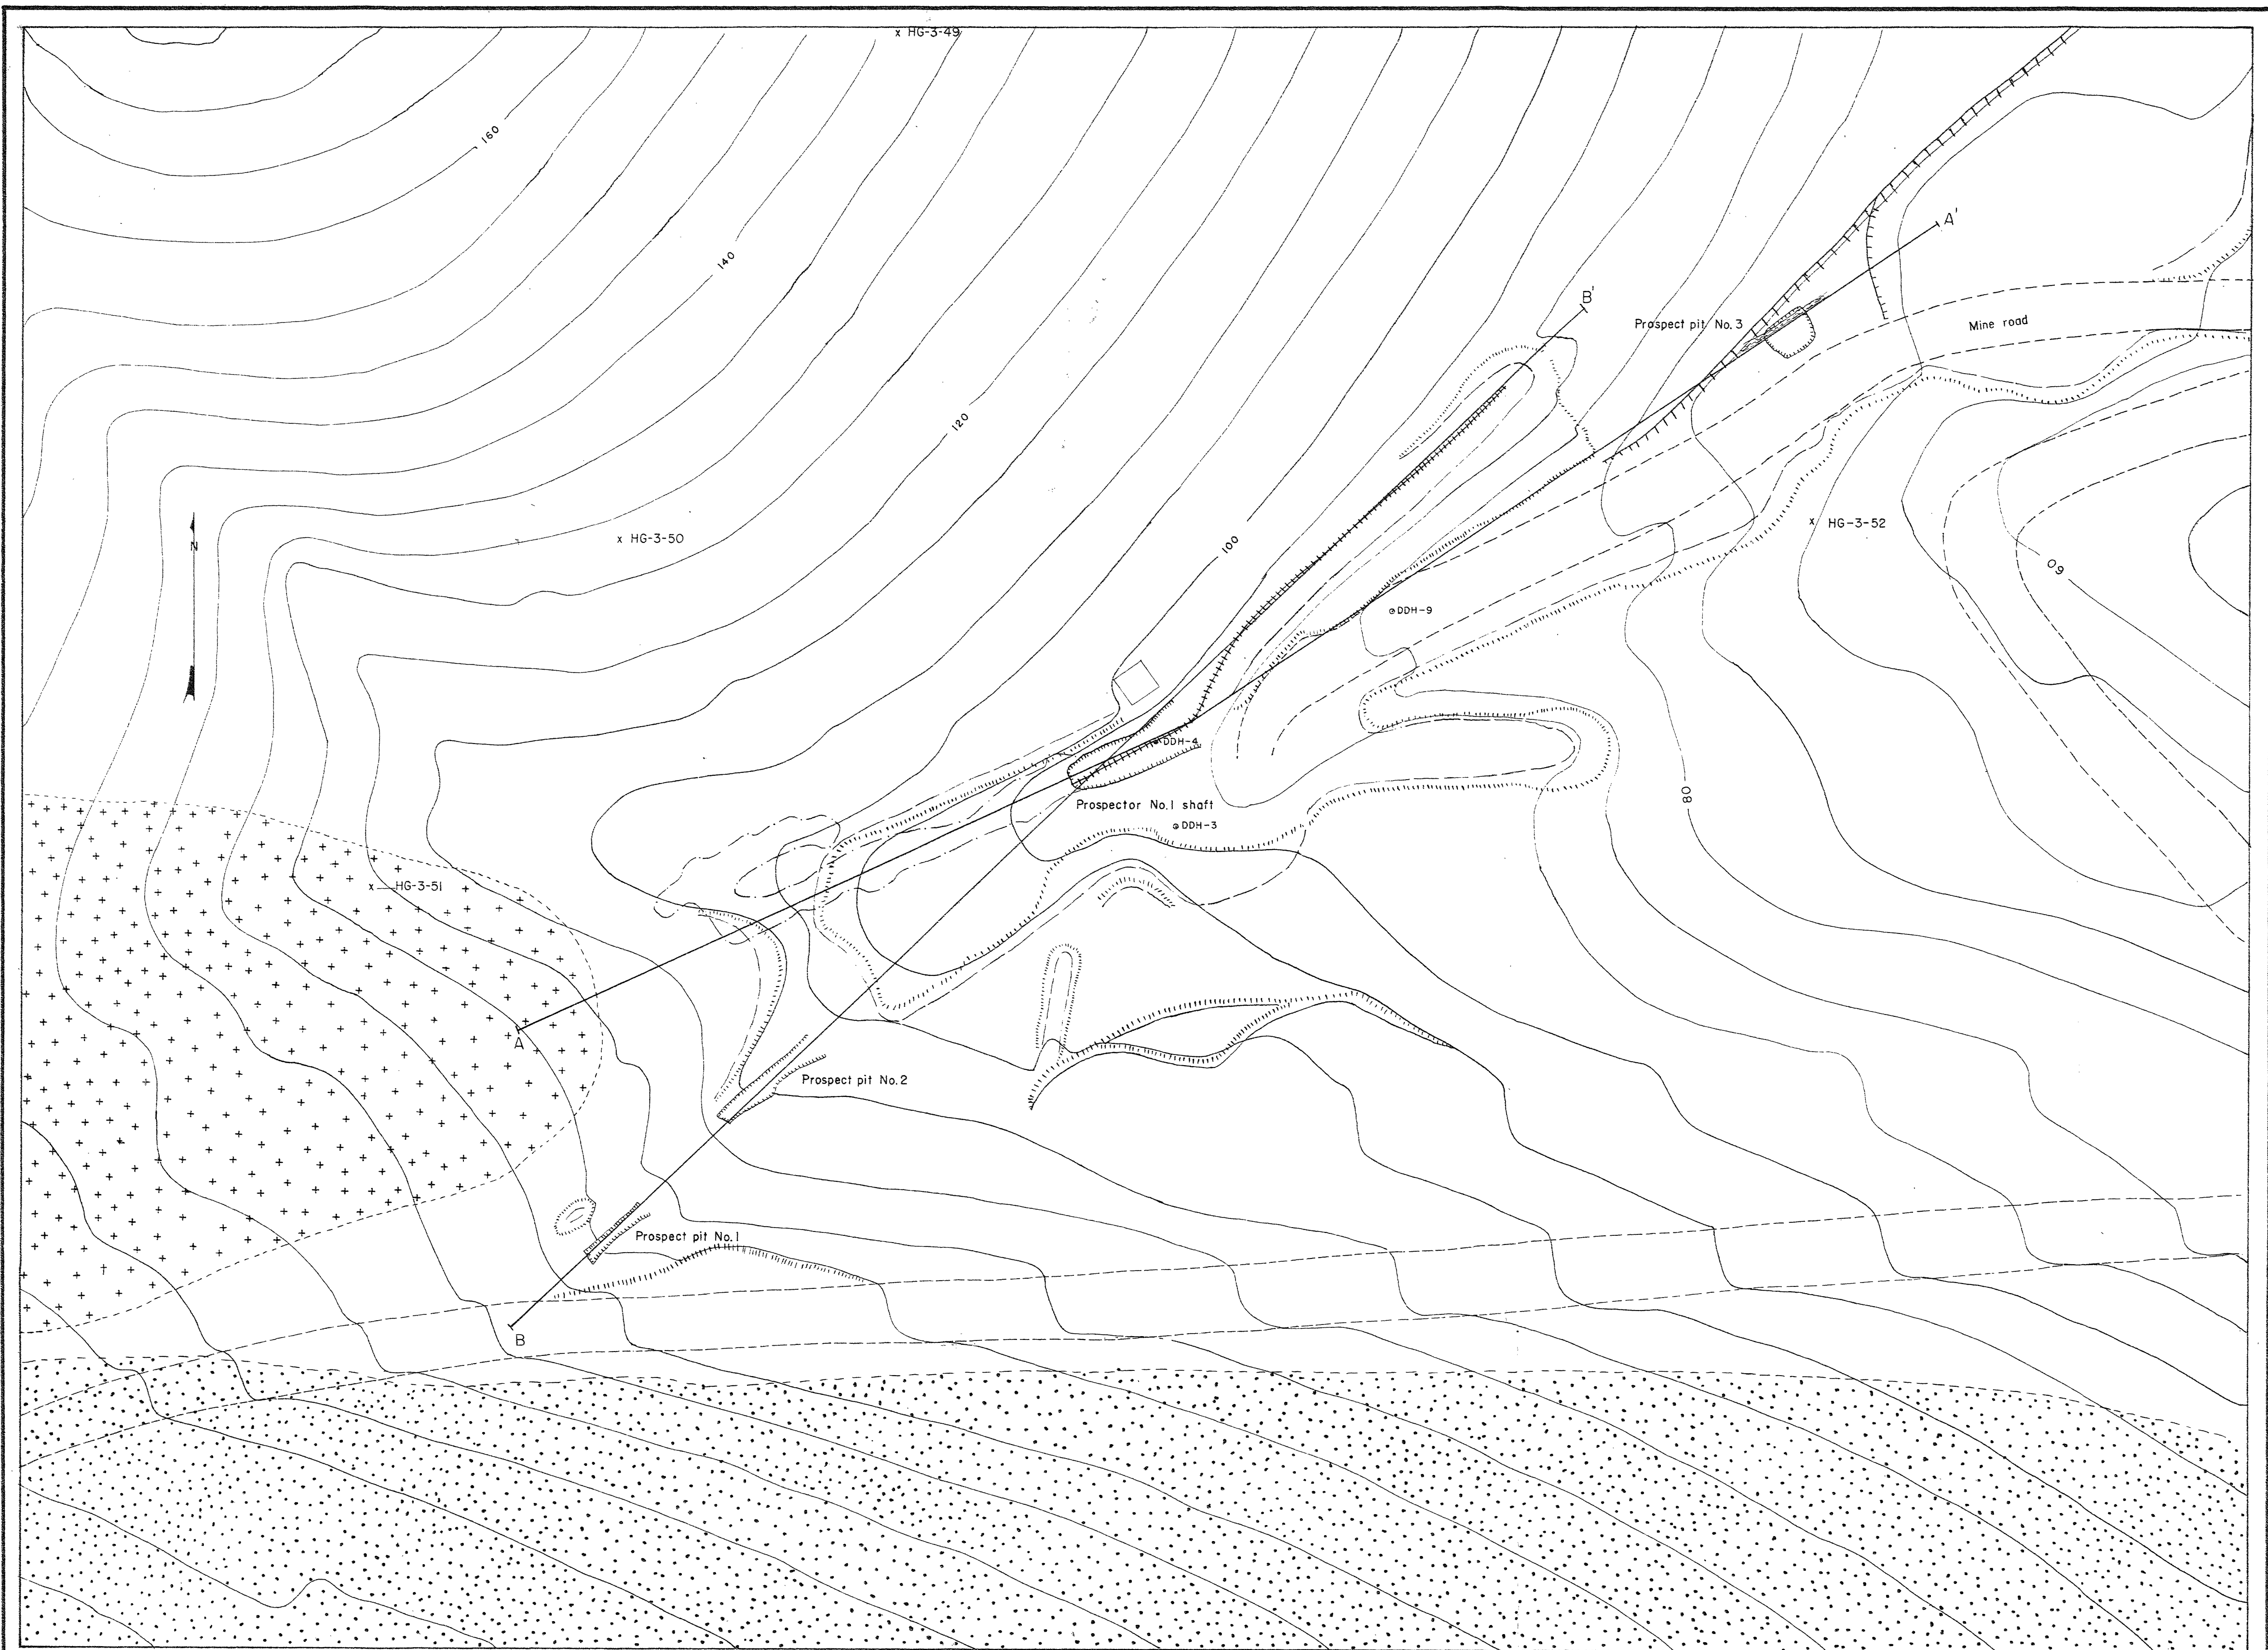 x HG-3-49
160
A'
140
B'
Prospect pit No. 3
Mine road
120
x HG-3-52
N
x HG-3-50
100
60
DDH-9
DDH-4
80
Prospector No. 1 shaft
DDH-3
x HG-3-51
A
Prospect pit No. 2
Prospect pit No. 1
B